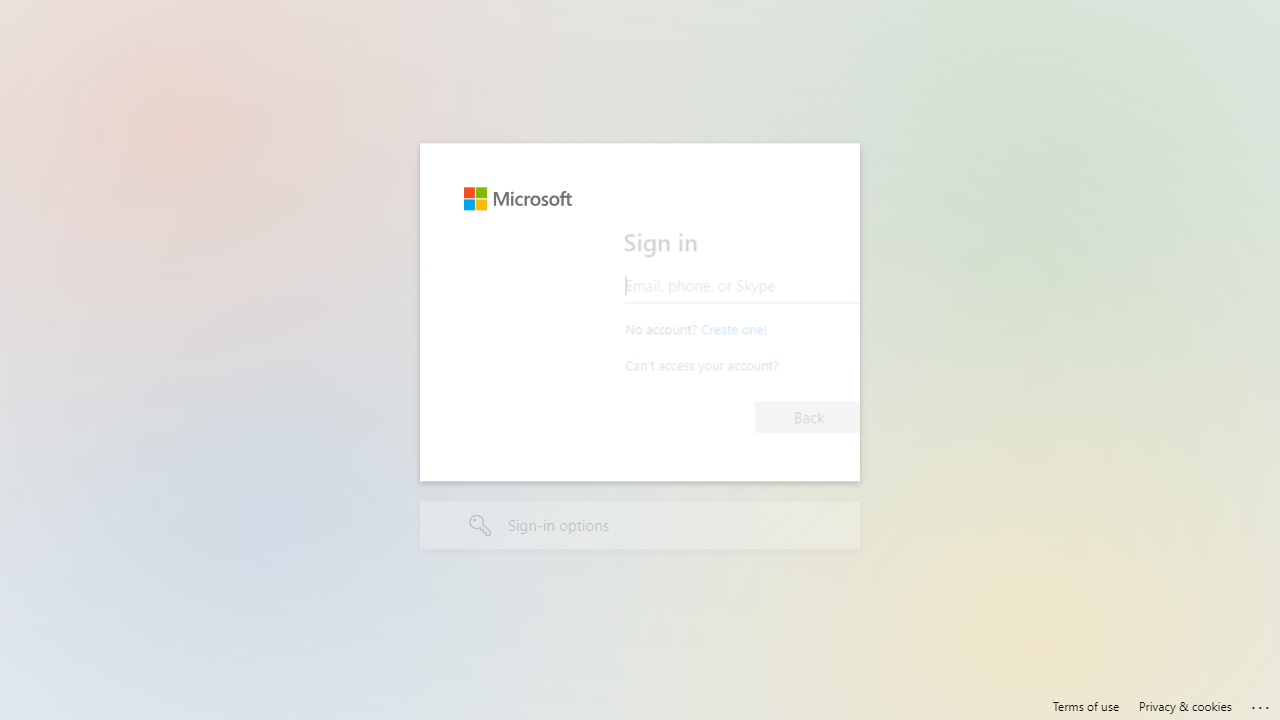 Microsoft
Sign in
Email, phone, or Skype
No account? Create one!
Can't access your account?
Back
Sign-in options
Terms of use Privacy & cookies ...